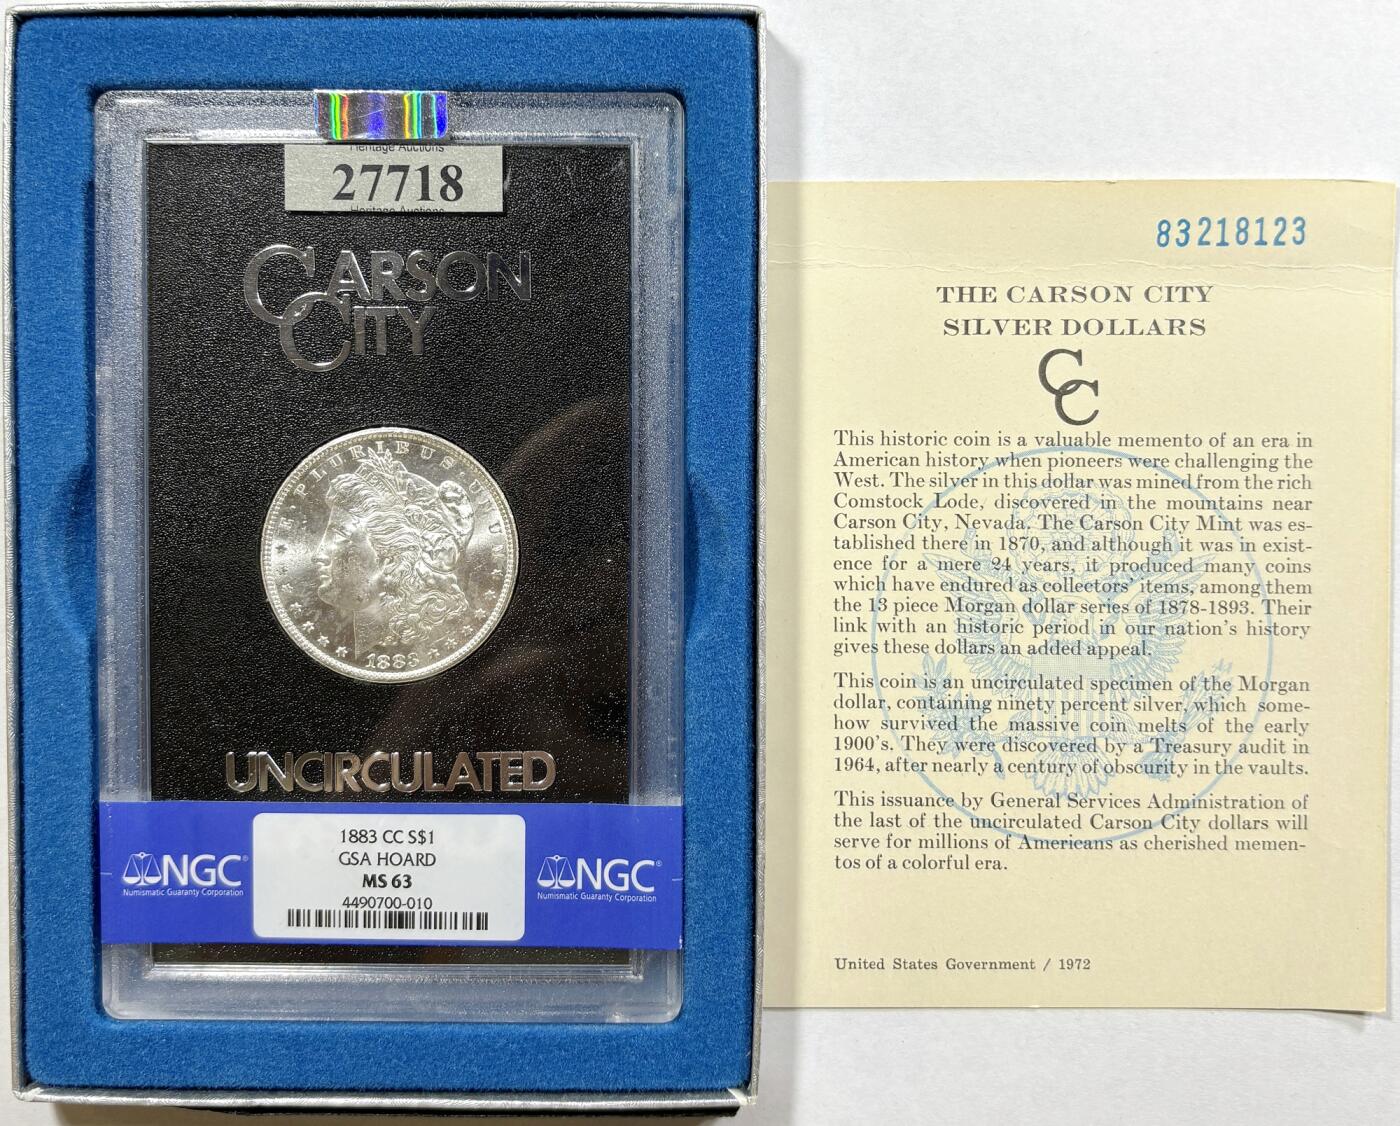 Heritage Auctions
27718
Heritage Auctions
CARSON
CITY
E · PLURIBUS · UNUM
1883
UNCIRCULATED
NGC®
Numismatic Guaranty Corporation
1883 CC S$1
GSA HOARD
MS 63
4490700-010
NGC®
Numismatic Guaranty Corporation
83218123
THE CARSON CITY
SILVER DOLLARS
CC
This historic coin is a valuable memento of an era in
American history when pioneers were challenging the
West. The silver in this dollar was mined from the rich
Comstock Lode, discovered in the mountains near
Carson City, Nevada. The Carson City Mint was es-
tablished there in 1870, and although it was in exist-
ence for a mere 24 years, it produced many coins
which have endured as collectors' items, among them
the 13 piece Morgan dollar series of 1878-1893. Their
link with an historic period in our nation's history
gives these dollars an added appeal.
This coin is an uncirculated specimen of the Morgan
dollar, containing ninety percent silver, which some-
how survived the massive coin melts of the early
1900's. They were discovered by a Treasury audit in
1964, after nearly a century of obscurity in the vaults.
This issuance by General Services Administration of
the last of the uncirculated Carson City dollars will
serve for millions of Americans as cherished memen-
tos of a colorful era.
United States Government / 1972